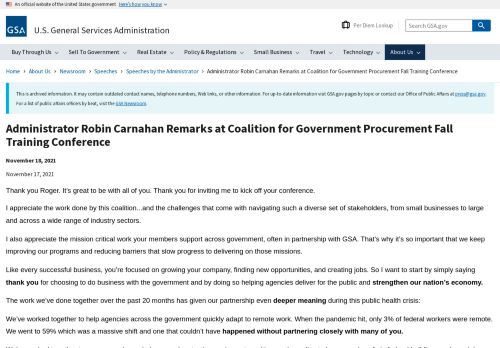 An official website of the United States government Here's how you know
GSA U.S. General Services Administration
Per Diem Lookup
Search GSA.gov
Buy Through Us Sell To Government Real Estate Policy & Regulations Small Business Travel Technology About Us
Home › About Us › Newsroom › Speeches › Speeches by the Administrator › Administrator Robin Carnahan Remarks at Coalition for Government Procurement Fall Training Conference
This is archived information. It may contain outdated contact names, telephone numbers, Web links, or other information. For up-to-date information visit GSA.gov pages by topic or contact our Office of Public Affairs at press@gsa.gov.
For a list of public affairs officers by beat, visit the GSA Newsroom.
Administrator Robin Carnahan Remarks at Coalition for Government Procurement Fall
Training Conference
November 18, 2021
November 17, 2021
Thank you Roger. It's great to be with all of you. Thank you for inviting me to kick off your conference.
I appreciate the work done by this coalition...and the challenges that come with navigating such a diverse set of stakeholders, from small businesses to large
and across a wide range of industry sectors.
I also appreciate the mission critical work your members support across government, often in partnership with GSA. That's why it's so important that we keep
improving our programs and reducing barriers that slow progress to delivering on those missions.
Like every successful business, you're focused on growing your company, finding new opportunities, and creating jobs. So I want to start by simply saying
thank you for choosing to do business with the government and by doing so helping agencies deliver for the public and strengthen our nation's economy.
The work we've done together over the past 20 months has given our partnership even deeper meaning during this public health crisis:
We've worked together to help agencies across the government quickly adapt to remote work. When the pandemic hit, only 3% of federal workers were remote.
We went to 59% which was a massive shift and one that couldn't have happened without partnering closely with many of you.